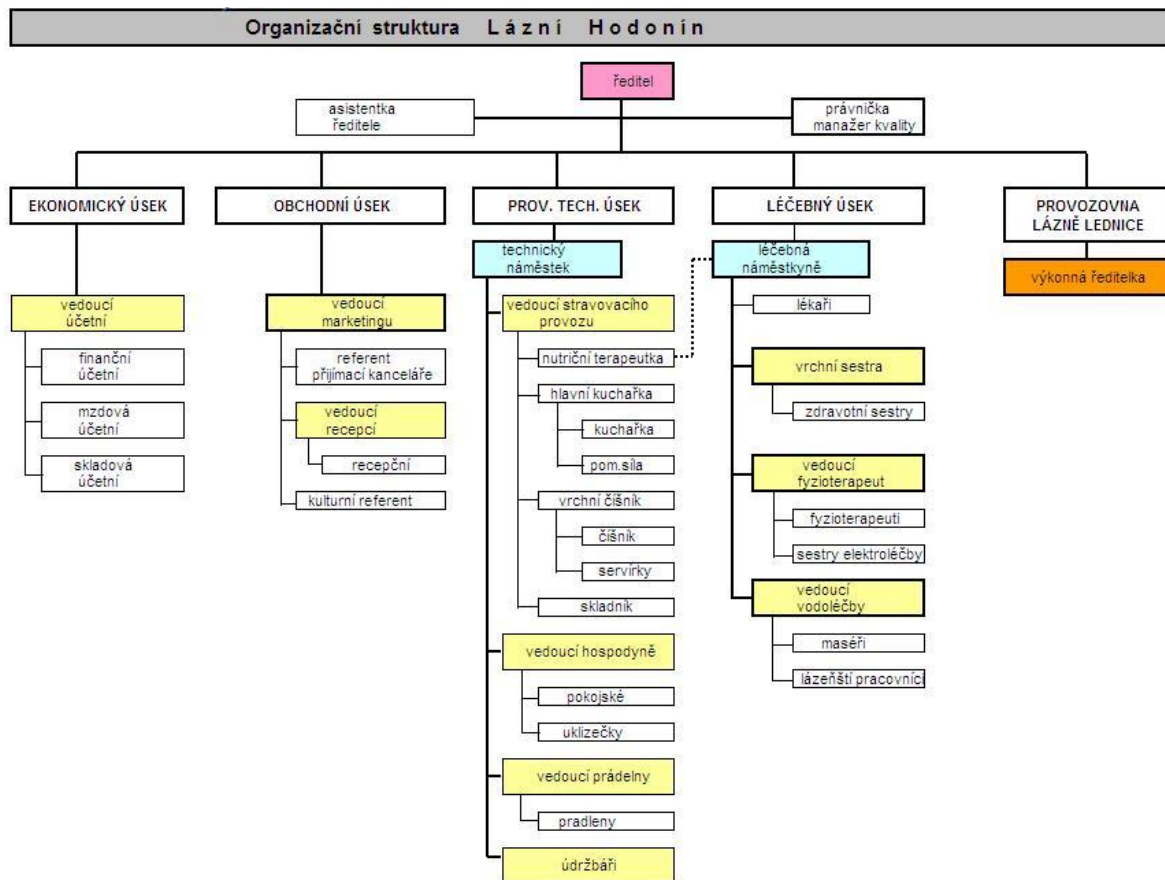 Organizační struktura Lázní Hodonín
ředitel
asistentka
ředitele
právnička
manažer kvality
EKONOMICKÝ ÚSEK
OBCHODNÍ ÚSEK
PROV. TECH. ÚSEK
LÉČEBNÝ ÚSEK
PROVOZOVNA
LÁZNĚ LEDNICE
vedoucí
účetní
finanční
účetní
mzdová
účetní
skladová
účetní
vedoucí
marketingu
referent
přijímací kanceláře
vedoucí
recepcí
recepční
kulturní referent
technický
náměstek
vedoucí stravovacího
provozu
nutriční terapeutka
hlavní kuchařka
kuchařka
pom.síla
vrchní číšník
číšník
servírky
skladník
vedoucí hospodyně
pokojské
uklizečky
vedoucí prádelny
pradleny
údržbáři
léčebná
náměstkyně
lékaři
vrchní sestra
zdravotní sestry
vedoucí
fyzioterapeut
fyzioterapeuti
sestry elektroléčby
vedoucí
vodoléčby
maséři
lázeňští pracovníci
výkonná ředitelka